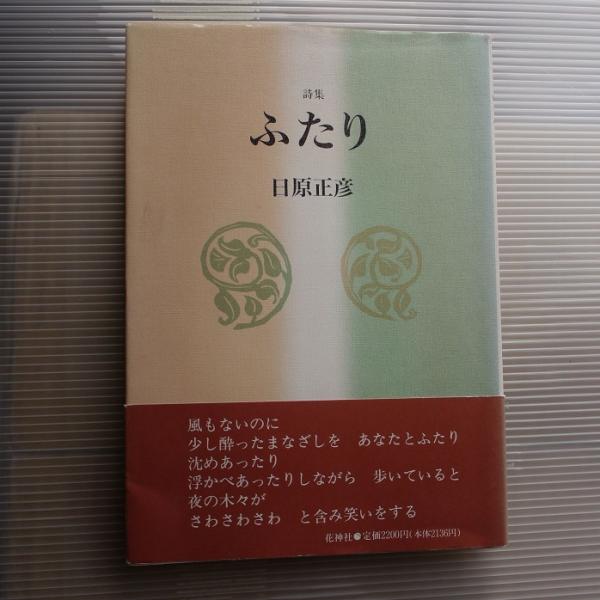 詩集
ふたり
日原正彦
風もないのに
少し酔ったまなざしを　あなたとふたり
沈めあったり
浮かべあったりしながら　歩いていると
夜の木々が
さわさわさわ　と含み笑いをする
花神社●定価2200円(本体2136円)